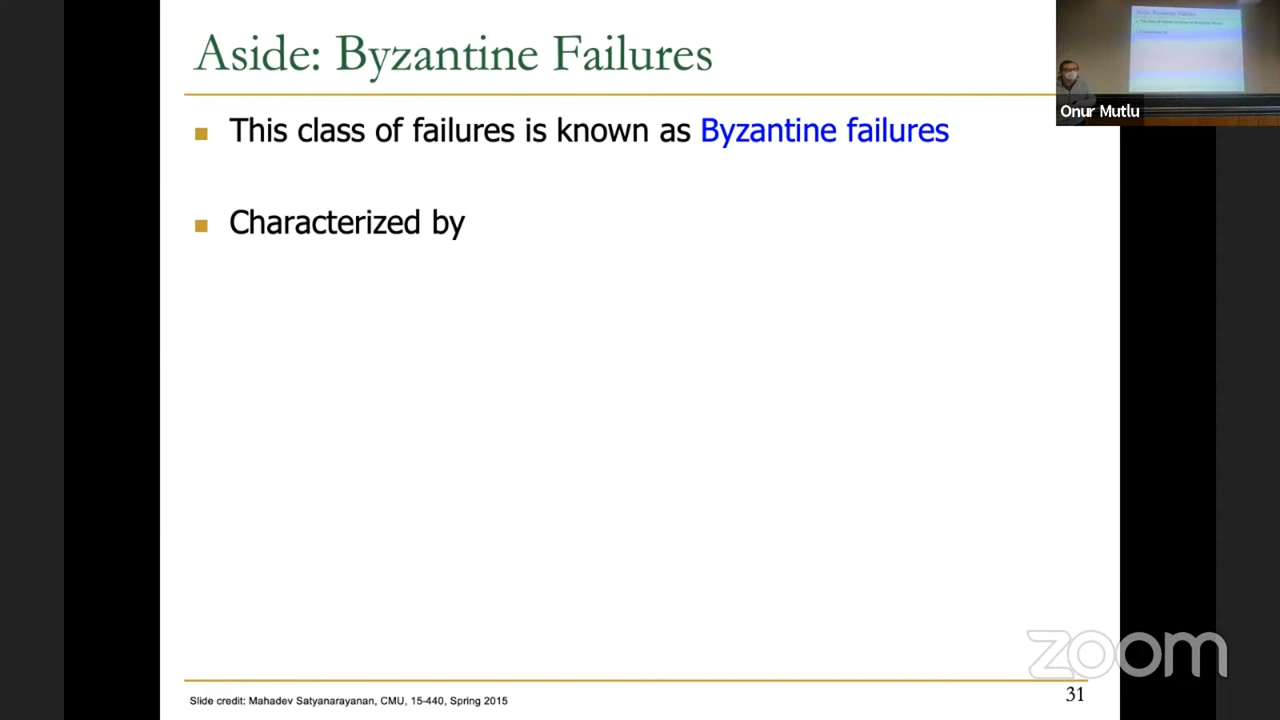 Aside: Byzantine Failures
This class of failures is known as Byzantine failures
Characterized by
Onur Mutlu
zoom
Slide credit: Mahadev Satyanarayanan, CMU, 15-440, Spring 2015
31